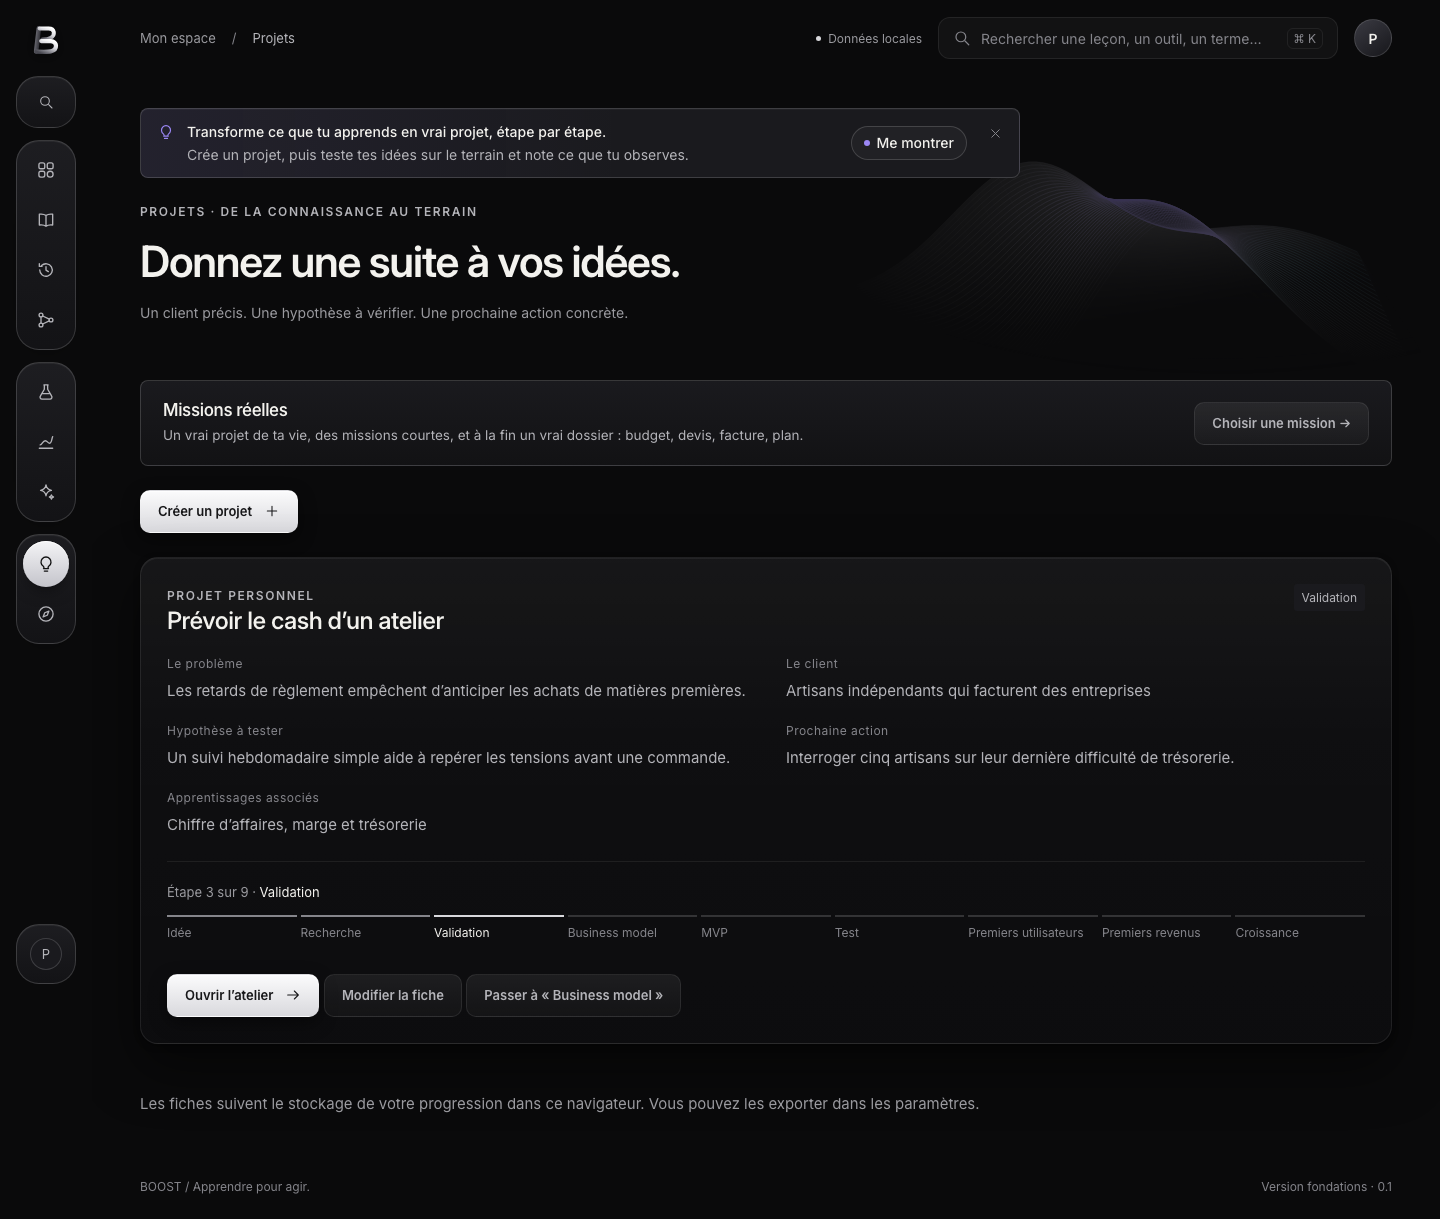 B
Mon espace / Projets
Données locales
Rechercher une leçon, un outil, un terme...
⌘ K
P
Transforme ce que tu apprends en vrai projet, étape par étape.
Crée un projet, puis teste tes idées sur le terrain et note ce que tu observes.
Me montrer
PROJETS · DE LA CONNAISSANCE AU TERRAIN
Donnez une suite à vos idées.
Un client précis. Une hypothèse à vérifier. Une prochaine action concrète.
Missions réelles
Un vrai projet de ta vie, des missions courtes, et à la fin un vrai dossier : budget, devis, facture, plan.
Choisir une mission →
Créer un projet +
PROJET PERSONNEL
Validation
Prévoir le cash d’un atelier
Le problème
Les retards de règlement empêchent d’anticiper les achats de matières premières.
Le client
Artisans indépendants qui facturent des entreprises
Hypothèse à tester
Un suivi hebdomadaire simple aide à repérer les tensions avant une commande.
Prochaine action
Interroger cinq artisans sur leur dernière difficulté de trésorerie.
Apprentissages associés
Chiffre d’affaires, marge et trésorerie
Étape 3 sur 9 · Validation
Idée
Recherche
Validation
Business model
MVP
Test
Premiers utilisateurs
Premiers revenus
Croissance
Ouvrir l’atelier →
Modifier la fiche
Passer à « Business model »
P
Les fiches suivent le stockage de votre progression dans ce navigateur. Vous pouvez les exporter dans les paramètres.
BOOST / Apprendre pour agir.
Version fondations · 0.1